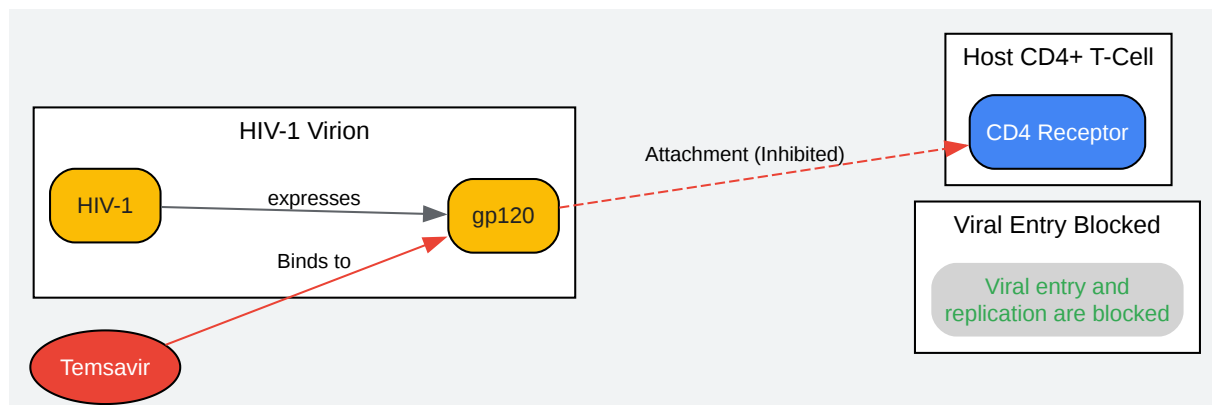 Host CD4+ T-Cell
CD4 Receptor
HIV-1 Virion
HIV-1
expresses
gp120
Attachment (Inhibited)
Binds to
Temsavir
Viral Entry Blocked
Viral entry and
replication are blocked